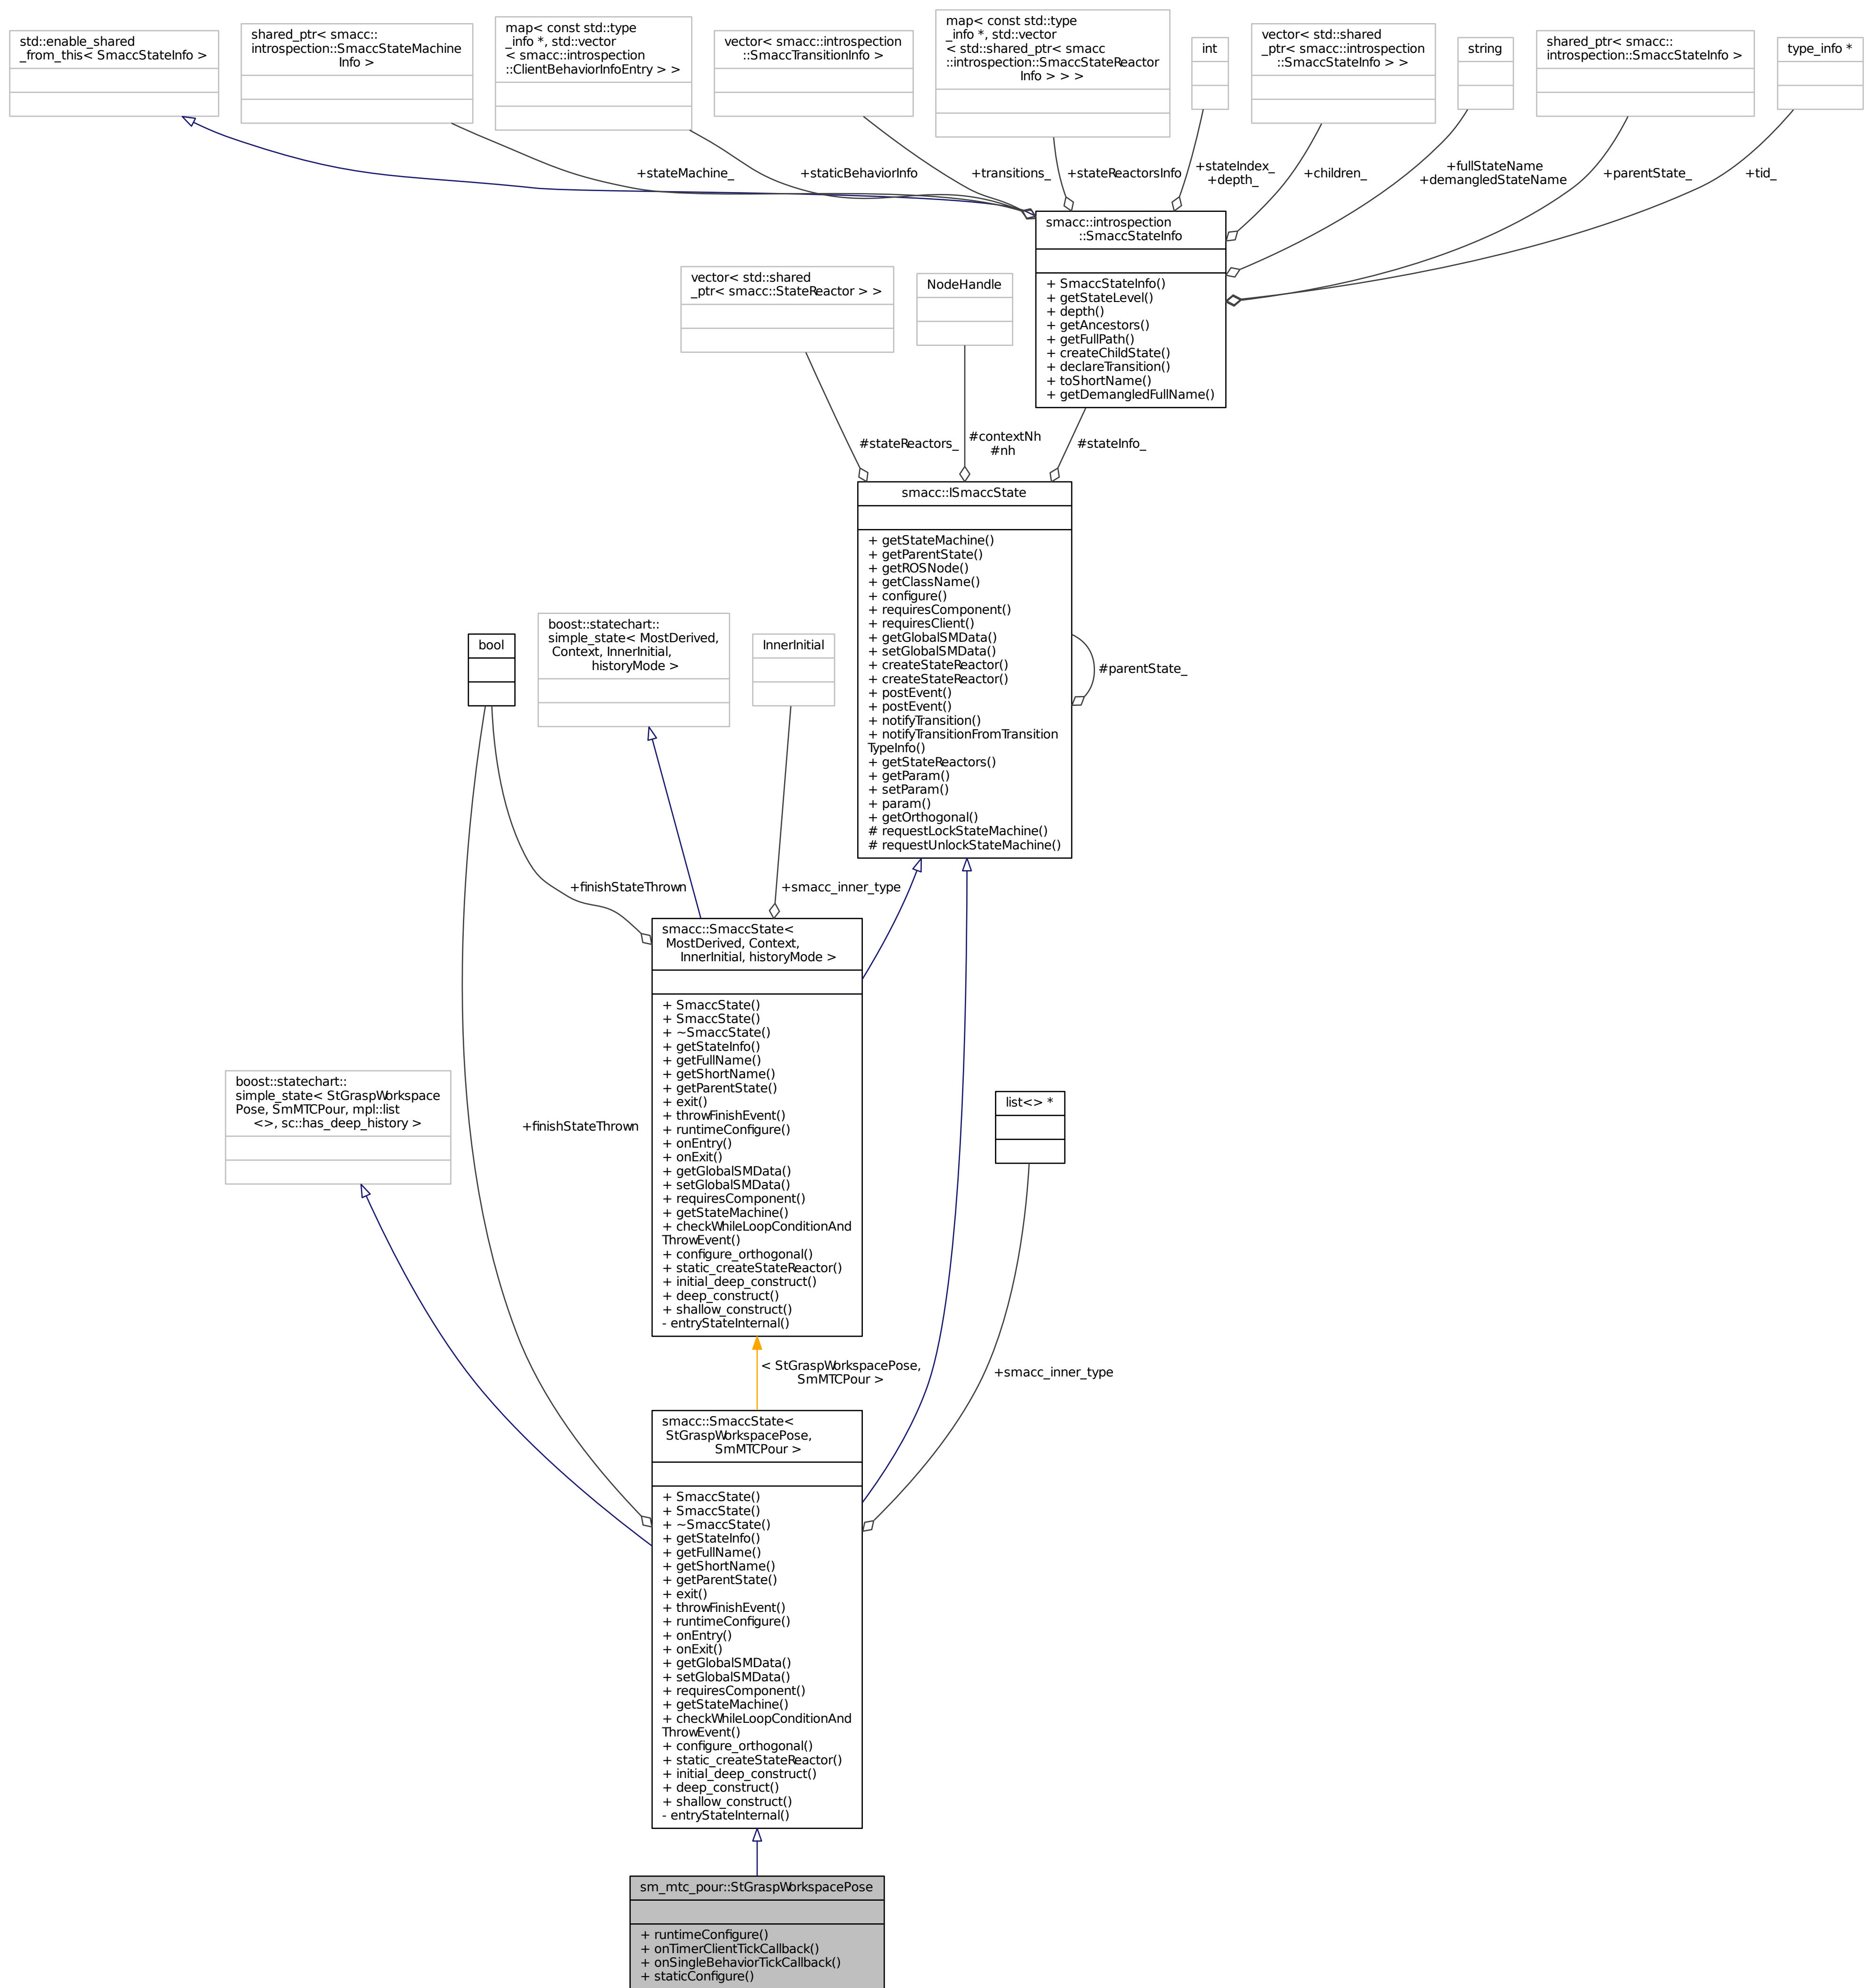 std::enable_shared
_from_this< SmaccStateInfo >
shared_ptr< smacc::
introspection::SmaccStateMachine
Info >
map< const std::type
_info *, std::vector
< smacc::introspection
::ClientBehaviorInfoEntry > >
vector< smacc::introspection
::SmaccTransitionInfo >
map< const std::type
_info *, std::vector
< std::shared_ptr< smacc
::introspection::SmaccStateReactor
Info > > >
int
vector< std::shared
_ptr< smacc::introspection
::SmaccStateInfo > >
string
shared_ptr< smacc::
introspection::SmaccStateInfo >
type_info *
+stateMachine_
+staticBehaviorInfo
+transitions_
+stateReactorsInfo
+stateIndex_
+depth_
+children_
+fullStateName
+demangledStateName
+parentState_
+tid_
smacc::introspection
::SmaccStateInfo
+ SmaccStateInfo()
+ getStateLevel()
+ depth()
+ getAncestors()
+ getFullPath()
+ createChildState()
+ declareTransition()
+ toShortName()
+ getDemangledFullName()
vector< std::shared
_ptr< smacc::StateReactor > >
NodeHandle
#stateReactors_
#contextNh
#nh
#stateInfo_
smacc::ISmaccState
+ getStateMachine()
+ getParentState()
+ getROSNode()
+ getClassName()
+ configure()
+ requiresComponent()
+ requiresClient()
+ getGlobalSMData()
+ setGlobalSMData()
+ createStateReactor()
+ createStateReactor()
+ postEvent()
+ postEvent()
+ notifyTransition()
+ notifyTransitionFromTransition
TypeInfo()
+ getStateReactors()
+ getParam()
+ setParam()
+ param()
+ getOrthogonal()
# requestLockStateMachine()
# requestUnlockStateMachine()
#parentState_
bool
boost::statechart::
simple_state< MostDerived,
Context, InnerInitial,
historyMode >
InnerInitial
+finishStateThrown
+smacc_inner_type
smacc::SmaccState<
MostDerived, Context,
InnerInitial, historyMode >
+ SmaccState()
+ SmaccState()
+ ~SmaccState()
+ getStateInfo()
+ getFullName()
+ getShortName()
+ getParentState()
+ exit()
+ throwFinishEvent()
+ runtimeConfigure()
+ onEntry()
+ onExit()
+ getGlobalSMData()
+ setGlobalSMData()
+ requiresComponent()
+ getStateMachine()
+ checkWhileLoopConditionAnd
ThrowEvent()
+ configure_orthogonal()
+ static_createStateReactor()
+ initial_deep_construct()
+ deep_construct()
+ shallow_construct()
- entryStateInternal()
boost::statechart::
simple_state< StGraspWorkspace
Pose, SmMTCPour, mpl::list
<>, sc::has_deep_history >
+finishStateThrown
list<> *
< StGraspWorkspacePose,
SmMTCPour >
+smacc_inner_type
smacc::SmaccState<
StGraspWorkspacePose,
SmMTCPour >
+ SmaccState()
+ SmaccState()
+ ~SmaccState()
+ getStateInfo()
+ getFullName()
+ getShortName()
+ getParentState()
+ exit()
+ throwFinishEvent()
+ runtimeConfigure()
+ onEntry()
+ onExit()
+ getGlobalSMData()
+ setGlobalSMData()
+ requiresComponent()
+ getStateMachine()
+ checkWhileLoopConditionAnd
ThrowEvent()
+ configure_orthogonal()
+ static_createStateReactor()
+ initial_deep_construct()
+ deep_construct()
+ shallow_construct()
- entryStateInternal()
sm_mtc_pour::StGraspWorkspacePose
+ runtimeConfigure()
+ onTimerClientTickCallback()
+ onSingleBehaviorTickCallback()
+ staticConfigure()